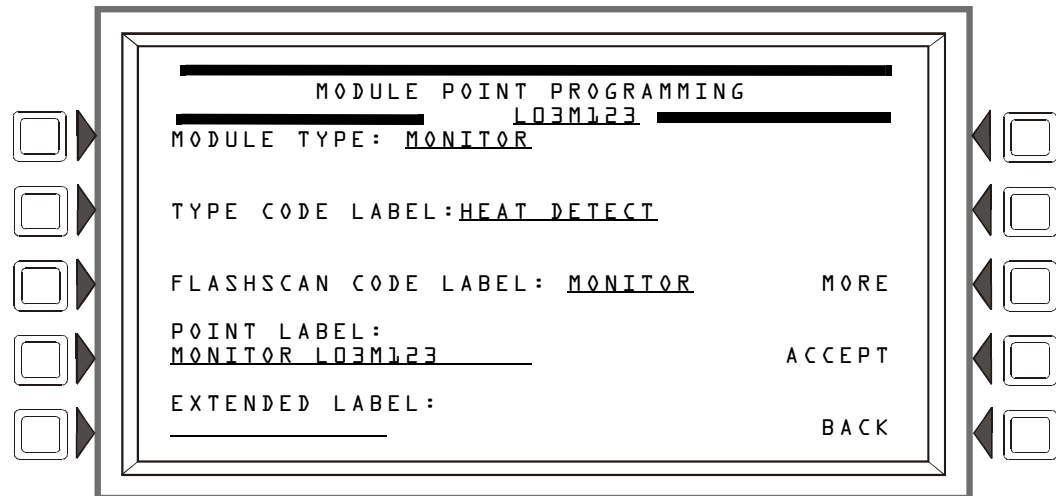 MODULE POINT PROGRAMMING
L03M123
MODULE TYPE: MONITOR
TYPE CODE LABEL:HEAT DETECT
FLASHSCAN CODE LABEL: MONITOR
MORE
POINT LABEL:
MONITOR L03M123
ACCEPT
EXTENDED LABEL:
BACK